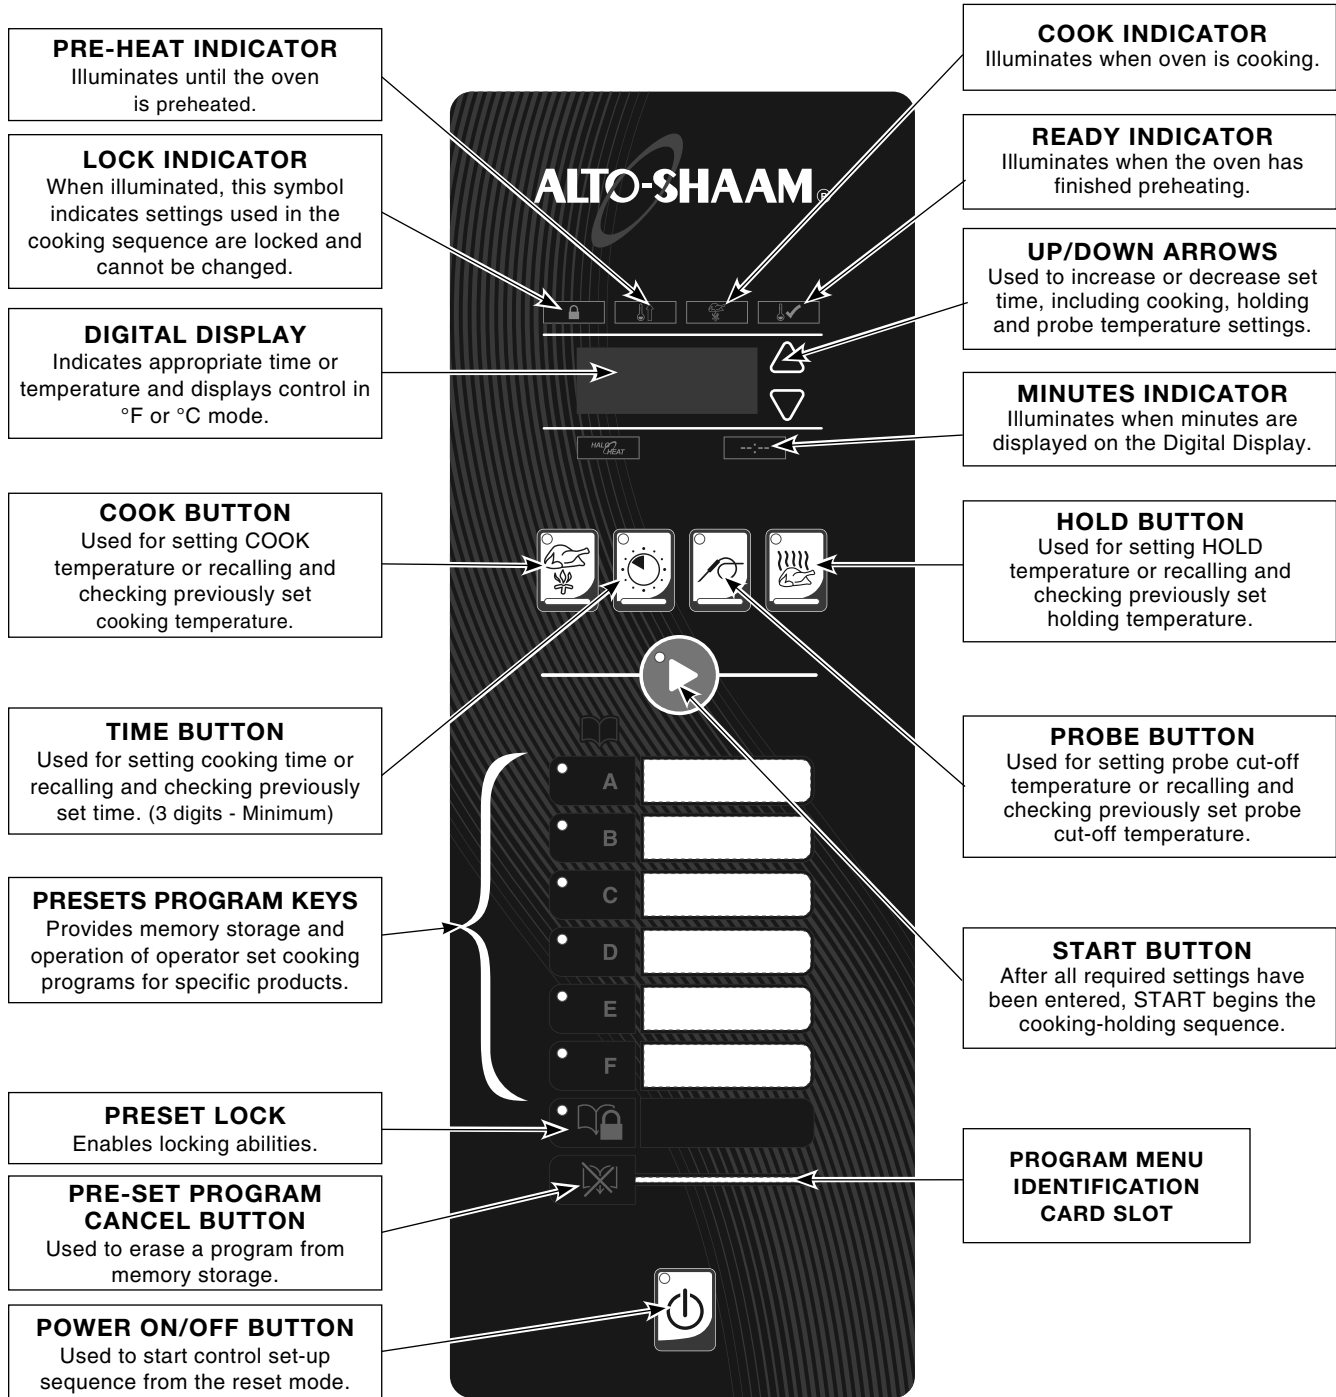 PRE-HEAT INDICATOR
Illuminates until the oven
is preheated.
LOCK INDICATOR
When illuminated, this symbol
indicates settings used in the
cooking sequence are locked and
cannot be changed.
DIGITAL DISPLAY
Indicates appropriate time or
temperature and displays control in
°F or °C mode.
COOK BUTTON
Used for setting COOK
temperature or recalling and
checking previously set
cooking temperature.
TIME BUTTON
Used for setting cooking time or
recalling and checking previously
set time. (3 digits - Minimum)
PRESETS PROGRAM KEYS
Provides memory storage and
operation of operator set cooking
programs for specific products.
PRESET LOCK
Enables locking abilities.
PRE-SET PROGRAM
CANCEL BUTTON
Used to erase a program from
memory storage.
POWER ON/OFF BUTTON
Used to start control set-up
sequence from the reset mode.
ALTO-SHAAM®
HALO
HEAT
--:--
A
B
C
D
E
F
COOK INDICATOR
Illuminates when oven is cooking.
READY INDICATOR
Illuminates when the oven has
finished preheating.
UP/DOWN ARROWS
Used to increase or decrease set
time, including cooking, holding
and probe temperature settings.
MINUTES INDICATOR
Illuminates when minutes are
displayed on the Digital Display.
HOLD BUTTON
Used for setting HOLD
temperature or recalling and
checking previously set
holding temperature.
PROBE BUTTON
Used for setting probe cut-off
temperature or recalling and
checking previously set probe
cut-off temperature.
START BUTTON
After all required settings have
been entered, START begins the
cooking-holding sequence.
PROGRAM MENU
IDENTIFICATION
CARD SLOT